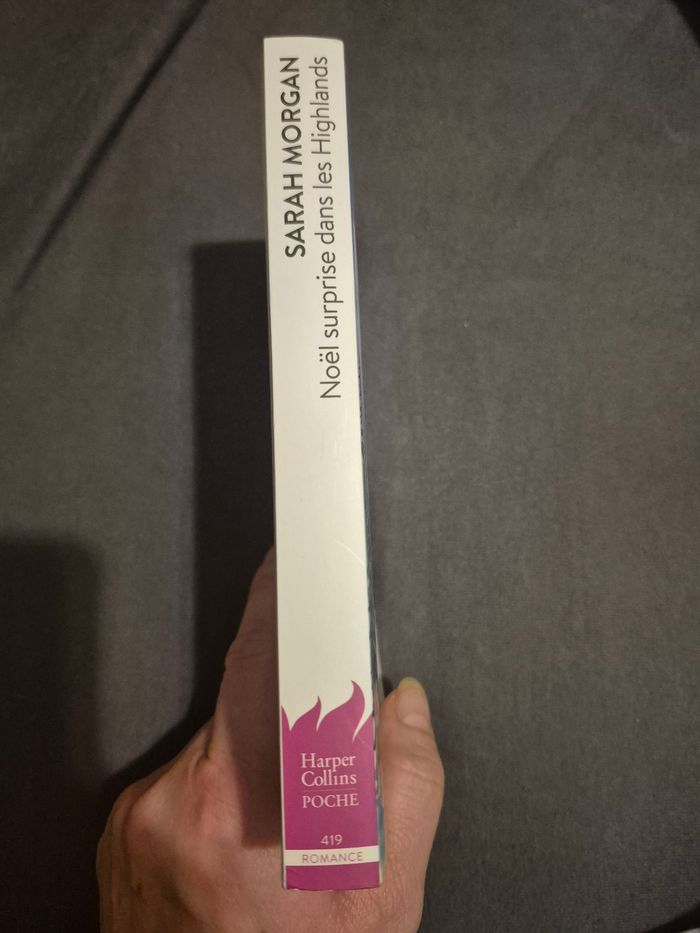 SARAH MORGAN
Noël surprise dans les Highlands
Harper
Collins
POCHE
419
ROMANCE